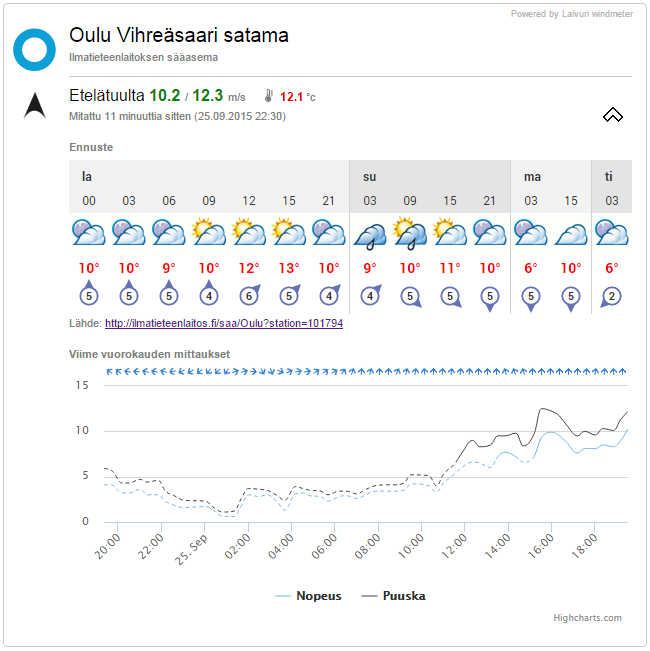 Powered by Laivuri windmeter
Oulu Vihreäsaari satama
Ilmatieteenlaitoksen sääasema
Etelätuulta 10.2 / 12.3 m/s 12.1 °c
Mitattu 11 minuuttia sitten (25.09.2015 22:30)
Ennuste
la su ma ti
00 03 06 09 12 15 21 03 09 15 21 03 15 03
10° 10° 9° 10° 12° 13° 10° 9° 10° 11° 10° 6° 10° 6°
5 5 5 4 6 5 4 4 5 5 5 5 5 2
Lähde: http://ilmatieteenlaitos.fi/saa/Oulu?station=101794
Viime vuorokauden mittaukset
15
10
5
0
20:00 22:00 25. Sep 02:00 04:00 06:00 08:00 10:00 12:00 14:00 16:00 18:00
Nopeus Puuska
Highcharts.com